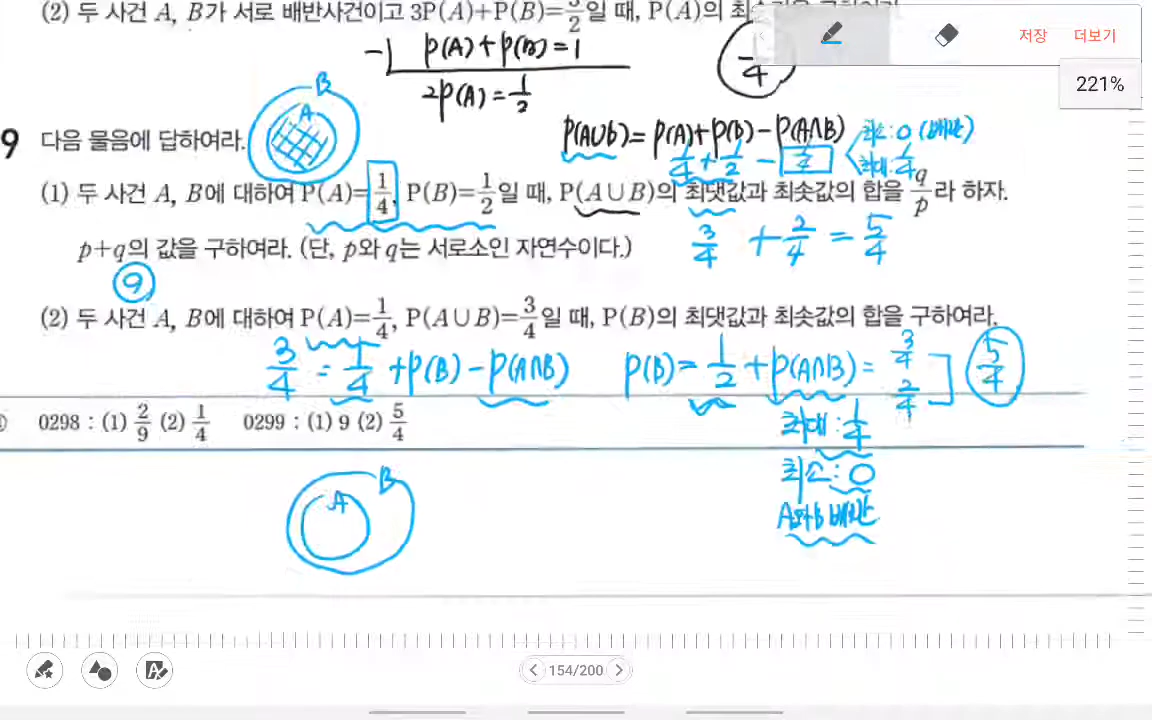 (2) 두 사건 A, B가 서로 배반사건이고 3P(A)+P(B)=3/2일 때, P(A)의
저장 더보기
-| P(A)+P(B)=1
2P(A)=1/2
1/4
221%
B
A
P(A∪B)=P(A)+P(B)-P(A∩B) 최소:0 (배반)
1/4+1/2-1/4 최대:1/4
9 다음 물음에 답하여라.
(1) 두 사건 A, B에 대하여 P(A)=1/4, P(B)=1/2일 때, P(A∪B)의 최댓값과 최솟값의 합을 q/p라 하자.
3/4 + 2/4 = 5/4
p+q의 값을 구하여라. (단, p와 q는 서로소인 자연수이다.)
9
(2) 두 사건 A, B에 대하여 P(A)=1/4, P(A∪B)=3/4일 때, P(B)의 최댓값과 최솟값의 합을 구하여라.
3/4=1/4+P(B)-P(A∩B) P(B)=1/2+P(A∩B)= 3/4 2/4 5/4
0298 : (1) 2/9 (2) 1/4 0299 : (1) 9 (2) 5/4
최대:1/4
최소:0
A와B 배반
A B
154/200